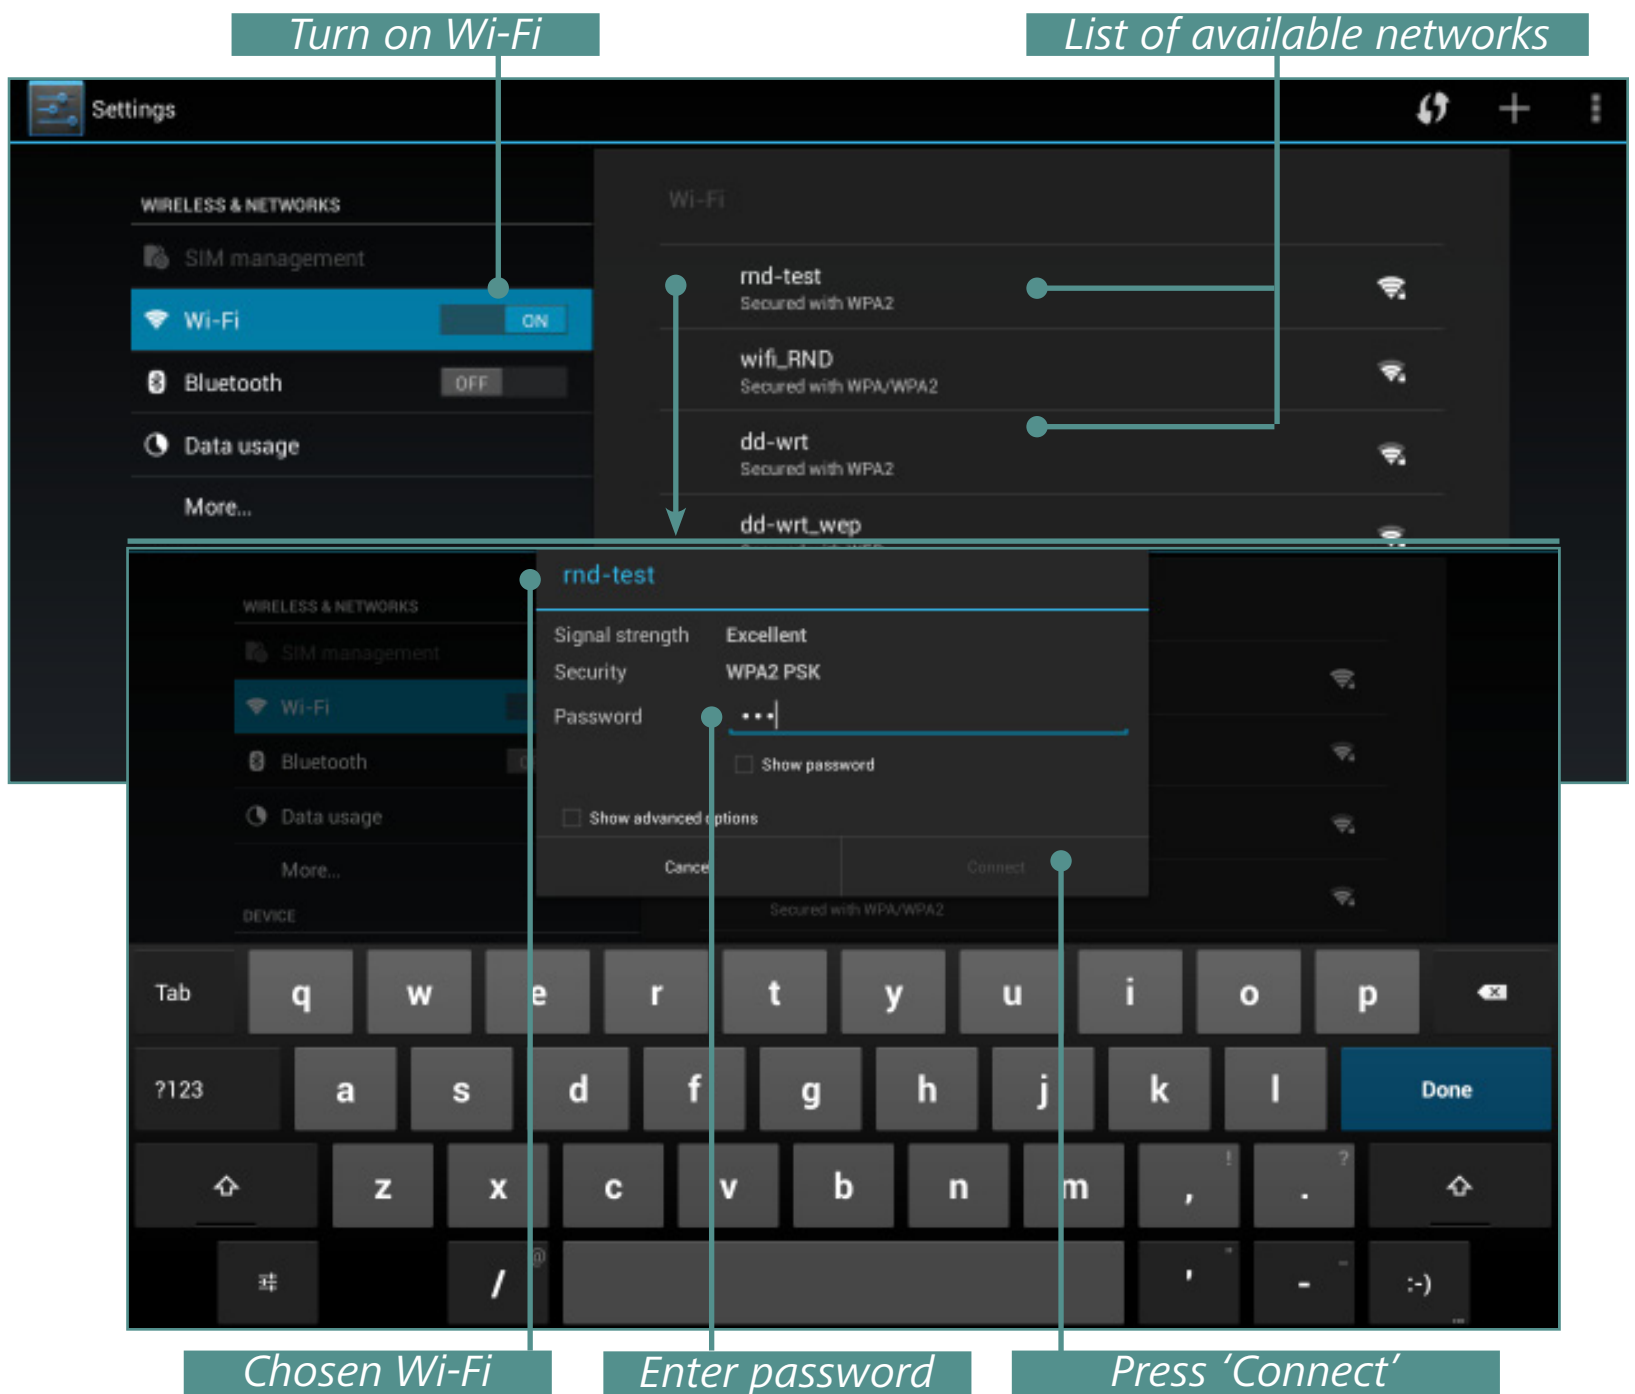 Turn on Wi-Fi
List of available networks
Settings
WIRELESS & NETWORKS
SIM management
Wi-Fi
ON
Bluetooth
OFF
Data usage
More...
Wi-Fi
rnd-test
Secured with WPA2
wifi_RND
Secured with WPA/WPA2
dd-wrt
Secured with WPA2
dd-wrt_wep
WIRELESS & NETWORKS
SIM management
Wi-Fi
Bluetooth
Data usage
More...
DEVICE
rnd-test
Signal strength Excellent
Security WPA2 PSK
Password •••
Show password
Show advanced options
Cancel Connect
Secured with WPA/WPA2
Tab q w e r t y u i o p
?123 a s d f g h j k l Done
z x c v b n m , ! . ?
/ @ ' " - _ :-) ...
Chosen Wi-Fi
Enter password
Press ‘Connect’